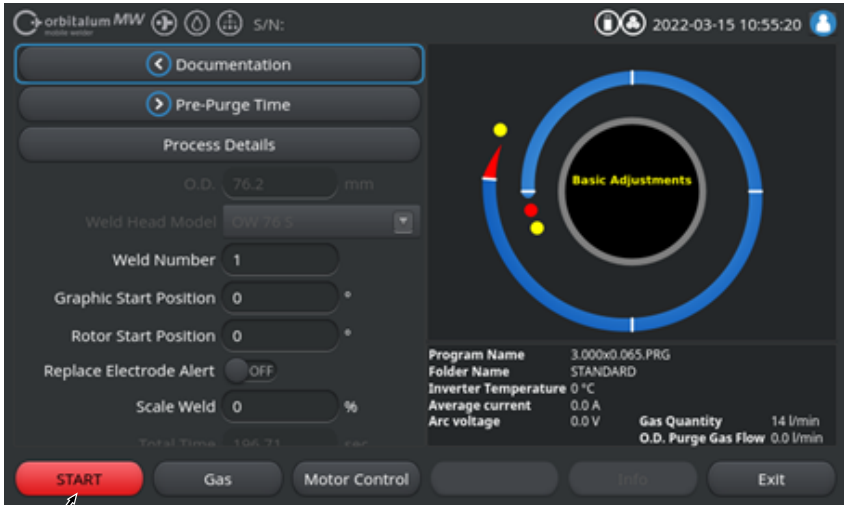 orbitalum MW S/N: 2022-03-15 10:55:20
mobile welder
Documentation
Pre-Purge Time
Process Details
O.D. 76.2 mm
Weld Head Model OW 76 S
Weld Number 1
Graphic Start Position 0 °
Rotor Start Position 0 °
Replace Electrode Alert OFF
Scale Weld 0 %
Total Time 196.71 sec
Basic Adjustments
Program Name 3.000x0.065.PRG
Folder Name STANDARD
Inverter Temperature 0 °C
Average current 0.0 A
Arc voltage 0.0 V Gas Quantity 14 l/min
O.D. Purge Gas Flow 0.0 l/min
START Gas Motor Control Info Exit